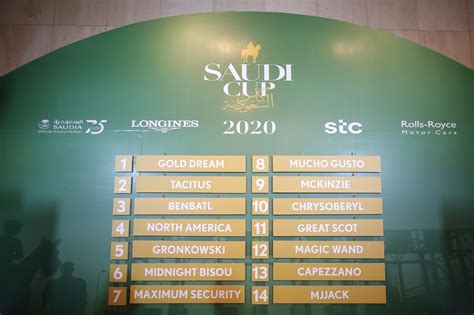 SAUDI
CUP
السعودية SAUDIA 75
LONGINES
2020
stc
Rolls-Royce
Motor Cars
1 GOLD DREAM
2 TACITUS
3 BENBATL
4 NORTH AMERICA
5 GRONKOWSKI
6 MIDNIGHT BISOU
7 MAXIMUM SECURITY
8 MUCHO GUSTO
9 MCKINZIE
10 CHRYSOBERYL
11 GREAT SCOT
12 MAGIC WAND
13 CAPEZZANO
14 MJJACK